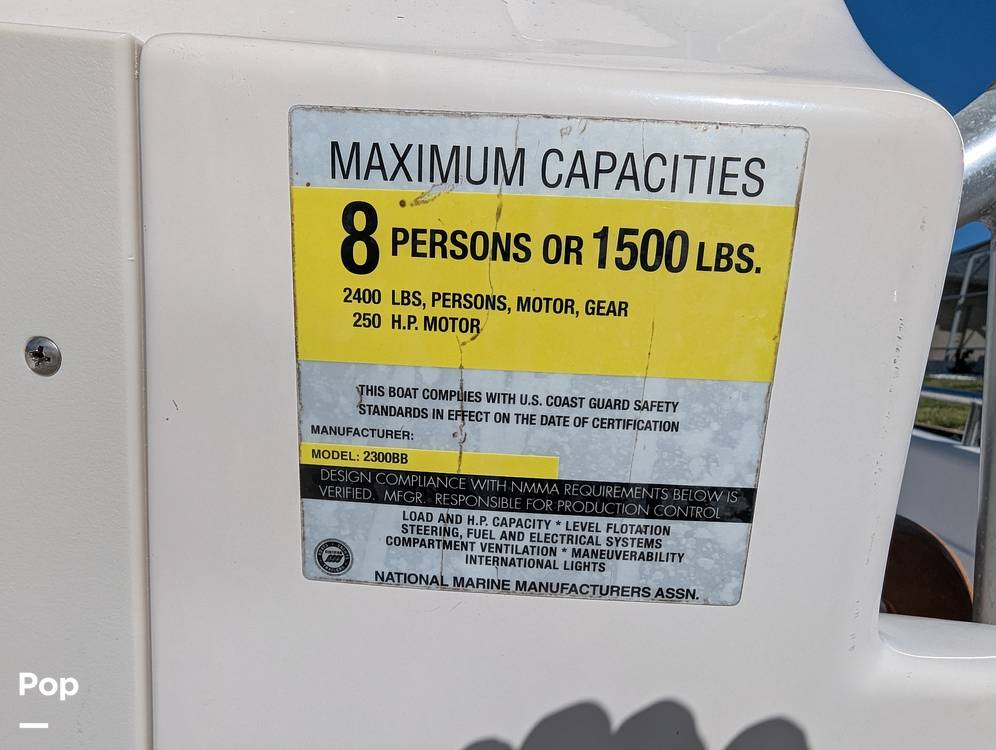 MAXIMUM CAPACITIES
8 PERSONS OR 1500 LBS.
2400 LBS, PERSONS, MOTOR, GEAR
250 H.P. MOTOR
THIS BOAT COMPLIES WITH U.S. COAST GUARD SAFETY
STANDARDS IN EFFECT ON THE DATE OF CERTIFICATION
MANUFACTURER:
MODEL: 2300BB
DESIGN COMPLIANCE WITH NMMA REQUIREMENTS BELOW IS
VERIFIED. MFGR. RESPONSIBLE FOR PRODUCTION CONTROL
LOAD AND H.P. CAPACITY * LEVEL FLOTATION
STEERING, FUEL AND ELECTRICAL SYSTEMS
COMPARTMENT VENTILATION * MANEUVERABILITY
INTERNATIONAL LIGHTS
NATIONAL MARINE MANUFACTURERS ASSN.
Pop